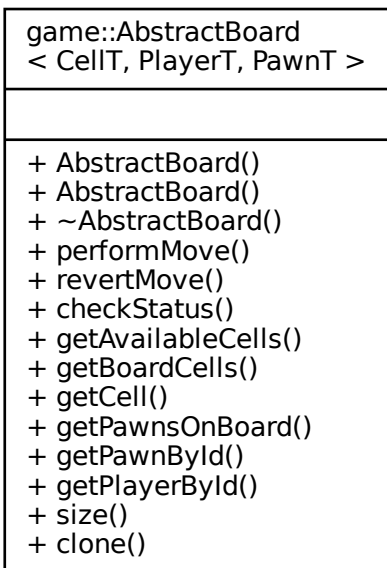 game::AbstractBoard
< CellT, PlayerT, PawnT >
+ AbstractBoard()
+ AbstractBoard()
+ ~AbstractBoard()
+ performMove()
+ revertMove()
+ checkStatus()
+ getAvailableCells()
+ getBoardCells()
+ getCell()
+ getPawnsOnBoard()
+ getPawnById()
+ getPlayerById()
+ size()
+ clone()